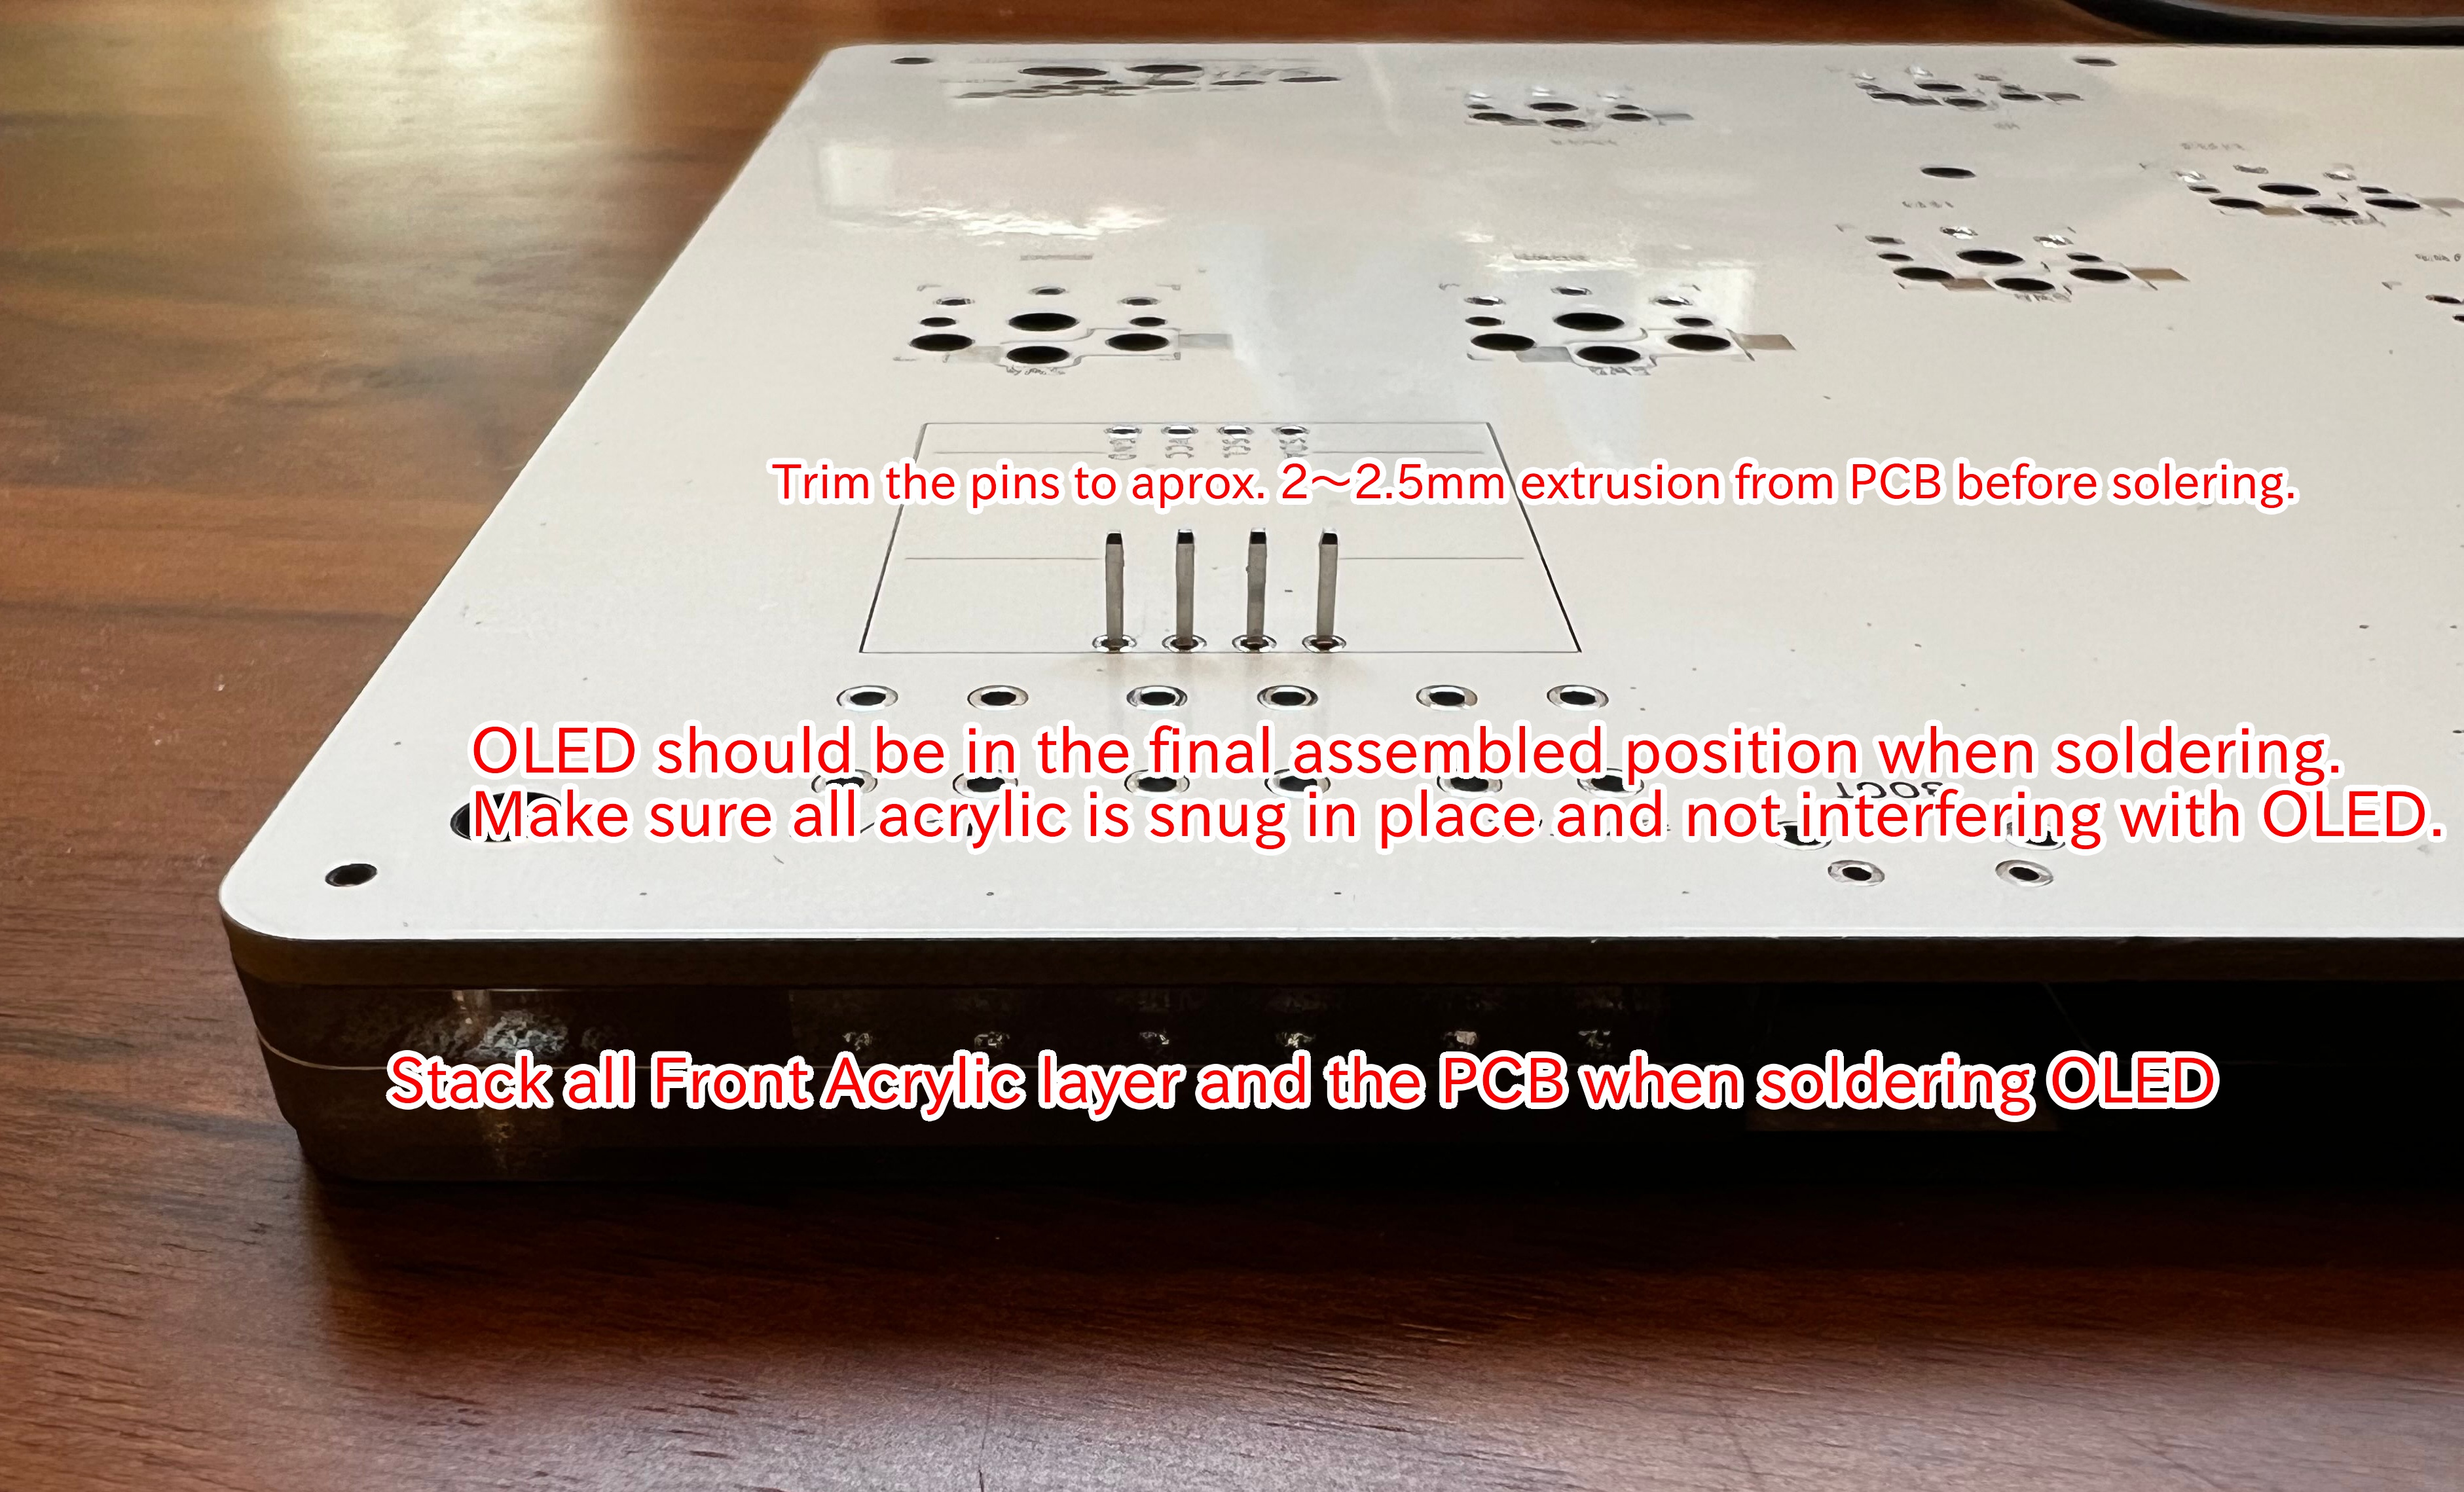 Trim the pins to aprox. 2～2.5mm extrusion from PCB before solering.
OLED should be in the final assembled position when soldering.
Make sure all acrylic is snug in place and not interfering with OLED.
Stack all Front Acrylic layer and the PCB when soldering OLED